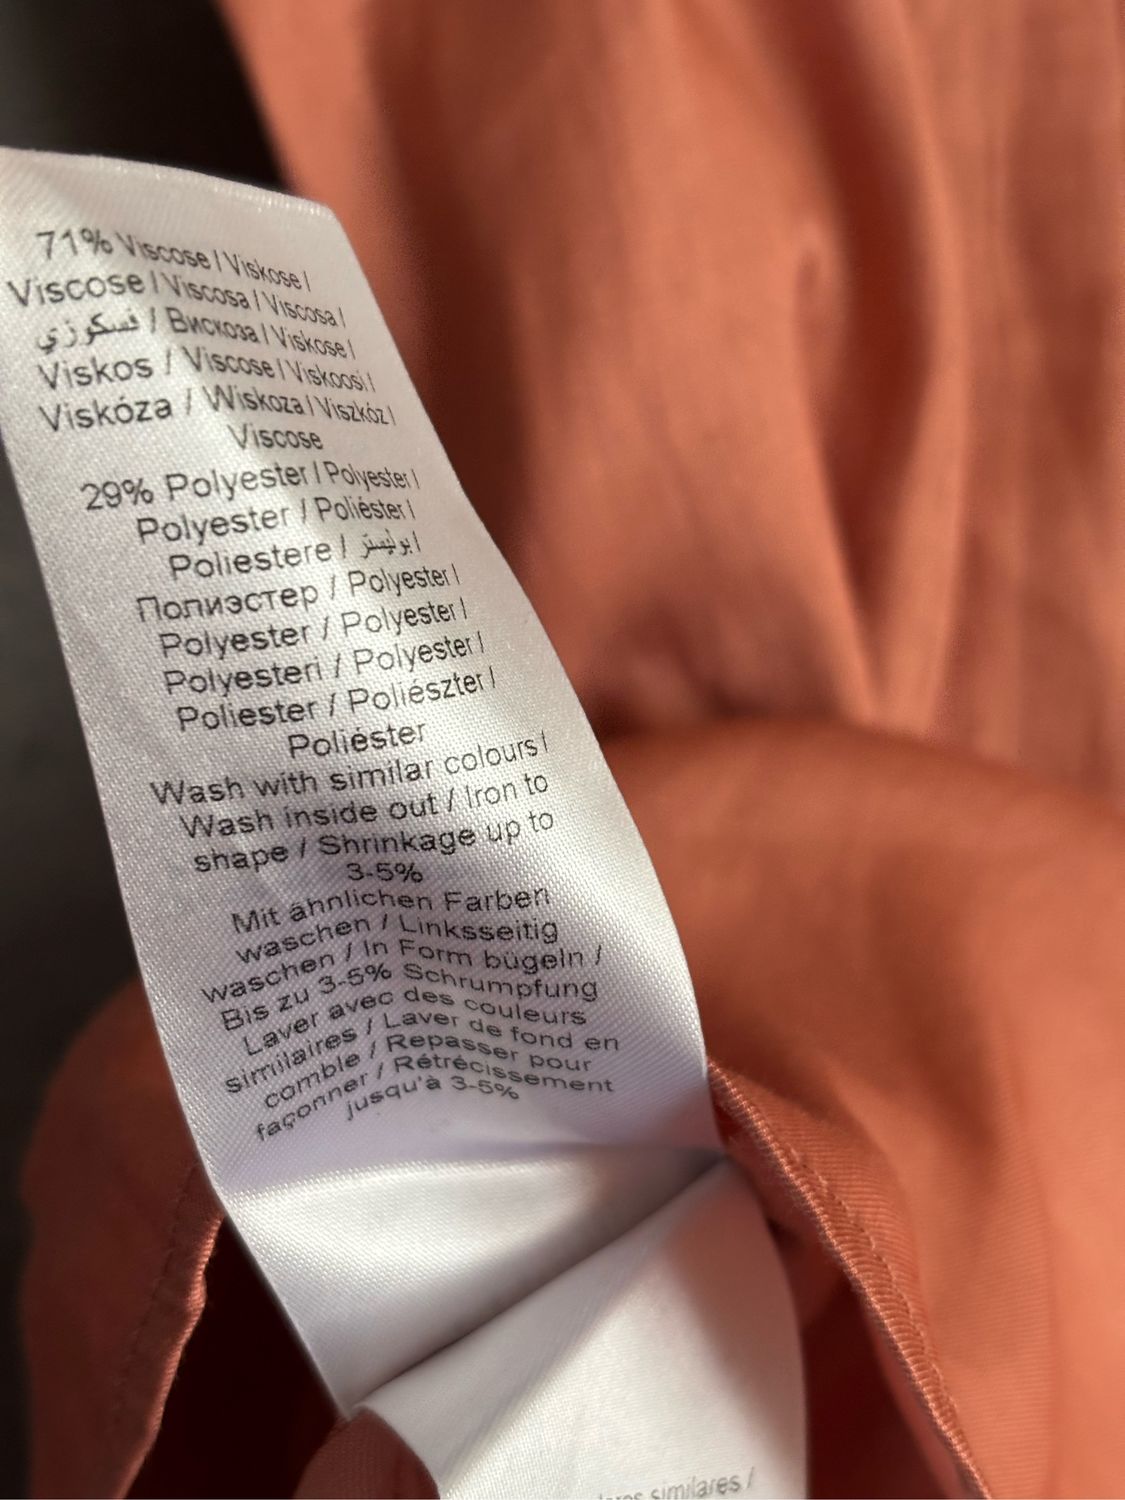 71% Viscose / Viskose /
Viscose / Viscosa / Viscosa /
فسكوزي / Вискоза / Viskose /
Viskos / Viscose / Viskoosi /
Viskóza / Wiskoza / Viszkóz /
Viscose
29% Polyester / Polyester /
Polyester / Poliéster /
Poliestere / ابوليستر
Полиэстер / Polyester /
Polyester / Polyester /
Polyesteri / Polyester /
Poliester / Poliészter /
Poliéster
Wash with similar colours /
Wash inside out / Iron to
shape / Shrinkage up to
3-5%
Mit ähnlichen Farben
waschen / Linksseitig
waschen / In Form bügeln /
Bis zu 3-5% Schrumpfung
Laver avec des couleurs
similaires / Laver de fond en
comble / Repasser pour
façonner / Rétrécissement
jusqu'à 3-5%
similares /